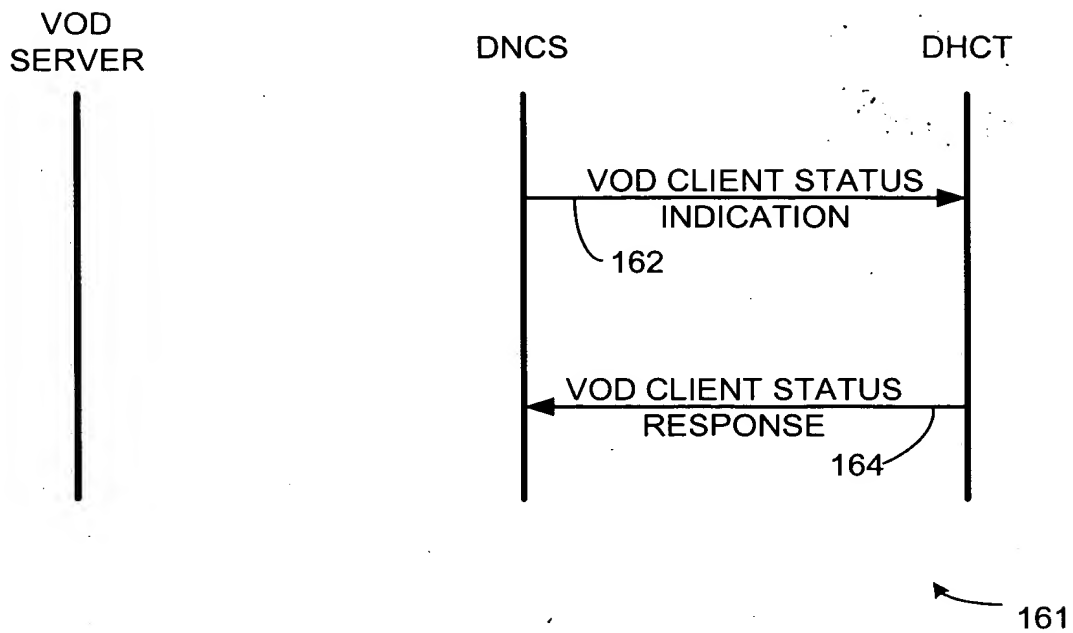 VOD
SERVER
DNCS
DHCT
VOD CLIENT STATUS
INDICATION
162
VOD CLIENT STATUS
RESPONSE
164
161